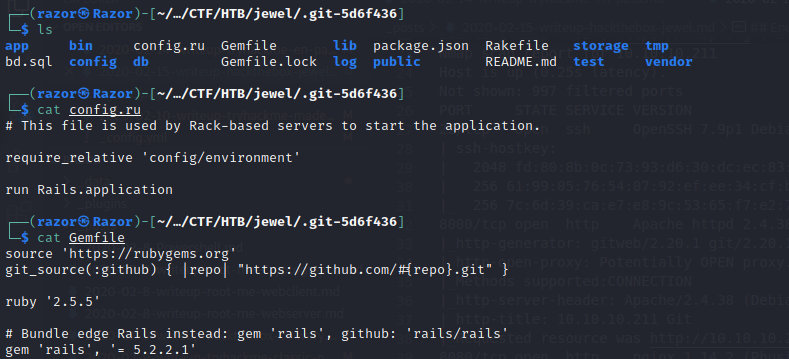 ┌──(razor㉿Razor)-[~/…/CTF/HTB/jewel/.git-5d6f436]
└─$ ls
app bin config.ru Gemfile lib package.json Rakefile storage tmp
bd.sql config db Gemfile.lock log public README.md test vendor
┌──(razor㉿Razor)-[~/…/CTF/HTB/jewel/.git-5d6f436]
└─$ cat config.ru
# This file is used by Rack-based servers to start the application.
require_relative 'config/environment'
run Rails.application
┌──(razor㉿Razor)-[~/…/CTF/HTB/jewel/.git-5d6f436]
└─$ cat Gemfile
source 'https://rubygems.org'
git_source(:github) { |repo| "https://github.com/#{repo}.git" }
ruby '2.5.5'
# Bundle edge Rails instead: gem 'rails', github: 'rails/rails'
gem 'rails', '= 5.2.2.1'